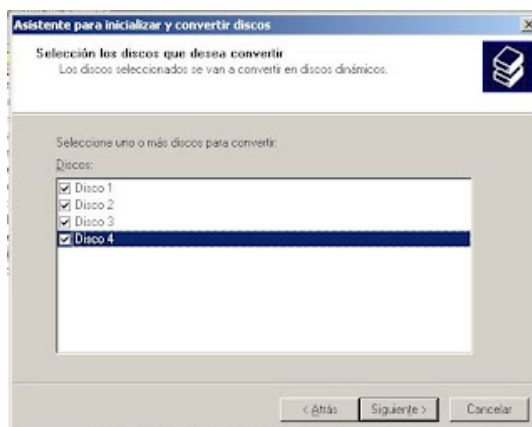 Asistente para inicializar y convertir discos
Selección los discos que desea convertir
Los discos seleccionados se van a convertir en discos dinámicos.
Seleccione uno o más discos para convertir:
Discos:
Disco 1
Disco 2
Disco 3
Disco 4
< Atrás
Siguiente >
Cancelar